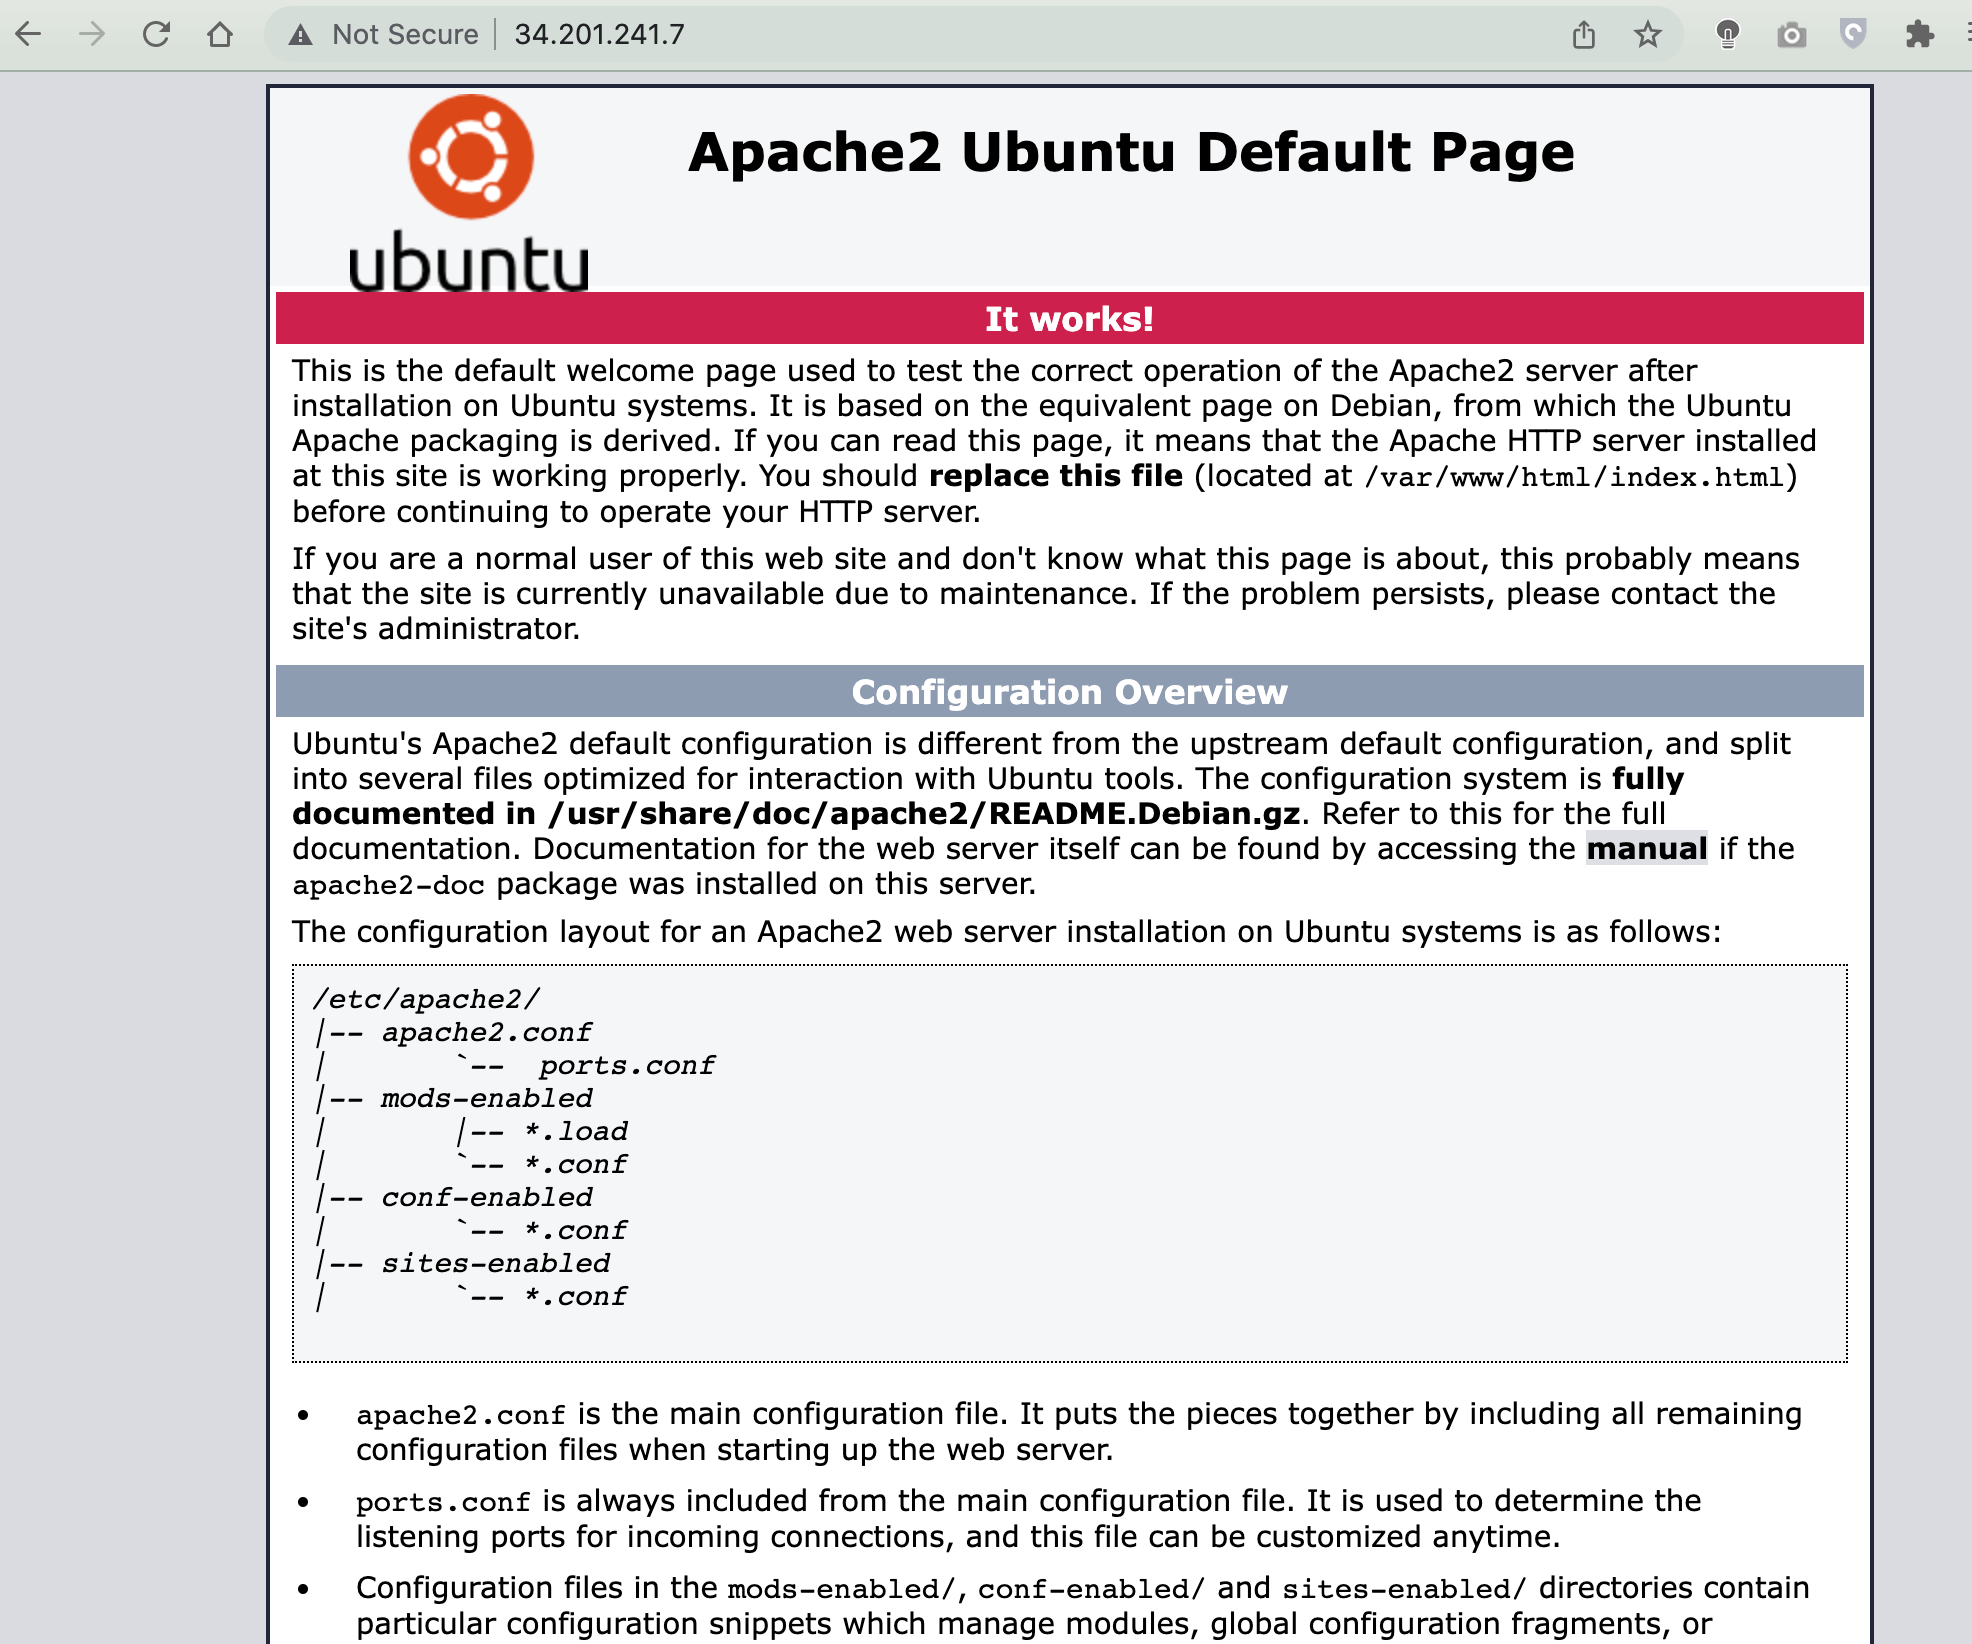 Not Secure 34.201.241.7
Apache2 Ubuntu Default Page
ubuntu
It works!
This is the default welcome page used to test the correct operation of the Apache2 server after
installation on Ubuntu systems. It is based on the equivalent page on Debian, from which the Ubuntu
Apache packaging is derived. If you can read this page, it means that the Apache HTTP server installed
at this site is working properly. You should replace this file (located at /var/www/html/index.html)
before continuing to operate your HTTP server.
If you are a normal user of this web site and don't know what this page is about, this probably means
that the site is currently unavailable due to maintenance. If the problem persists, please contact the
site's administrator.
Configuration Overview
Ubuntu's Apache2 default configuration is different from the upstream default configuration, and split
into several files optimized for interaction with Ubuntu tools. The configuration system is fully
documented in /usr/share/doc/apache2/README.Debian.gz. Refer to this for the full
documentation. Documentation for the web server itself can be found by accessing the manual if the
apache2-doc package was installed on this server.
The configuration layout for an Apache2 web server installation on Ubuntu systems is as follows:
/etc/apache2/
|-- apache2.conf
|       `--  ports.conf
|-- mods-enabled
|       |-- *.load
|       `-- *.conf
|-- conf-enabled
|       `-- *.conf
|-- sites-enabled
|       `-- *.conf
• apache2.conf is the main configuration file. It puts the pieces together by including all remaining
configuration files when starting up the web server.
• ports.conf is always included from the main configuration file. It is used to determine the
listening ports for incoming connections, and this file can be customized anytime.
• Configuration files in the mods-enabled/, conf-enabled/ and sites-enabled/ directories contain
particular configuration snippets which manage modules, global configuration fragments, or